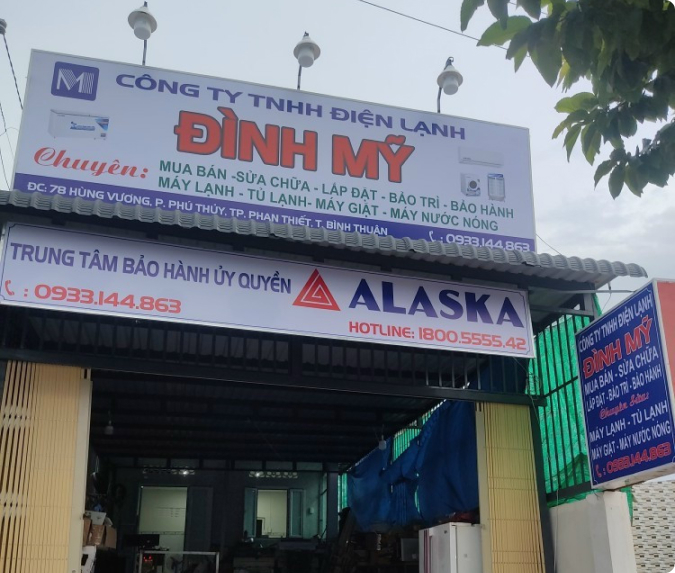 M
CÔNG TY TNHH ĐIỆN LẠNH
ĐÌNH MỸ
Chuyên:
MUA BÁN -SỬA CHỮA - LẮP ĐẶT - BẢO TRÌ - BẢO HÀNH
MÁY LẠNH - TỦ LẠNH- MÁY GIẶT - MÁY NƯỚC NÓNG
ĐC: 78 HÙNG VƯƠNG, P. PHÚ THỦY, TP. PHAN THIẾT, T. BÌNH THUẬN
: 0933.144.863
TRUNG TÂM BẢO HÀNH ỦY QUYỀN
: 0933.144.863
ALASKA
HOTLINE: 1800.5555.42
CÔNG TY TNHH ĐIỆN LẠNH
ĐÌNH MỸ
MUA BÁN - SỬA CHỮA
LẮP ĐẶT - BẢO TRÌ - BẢO HÀNH
Chuyên Sửa:
MÁY LẠNH - TỦ LẠNH
MÁY GIẶT - MÁY NƯỚC NÓNG
: 0933.144.863